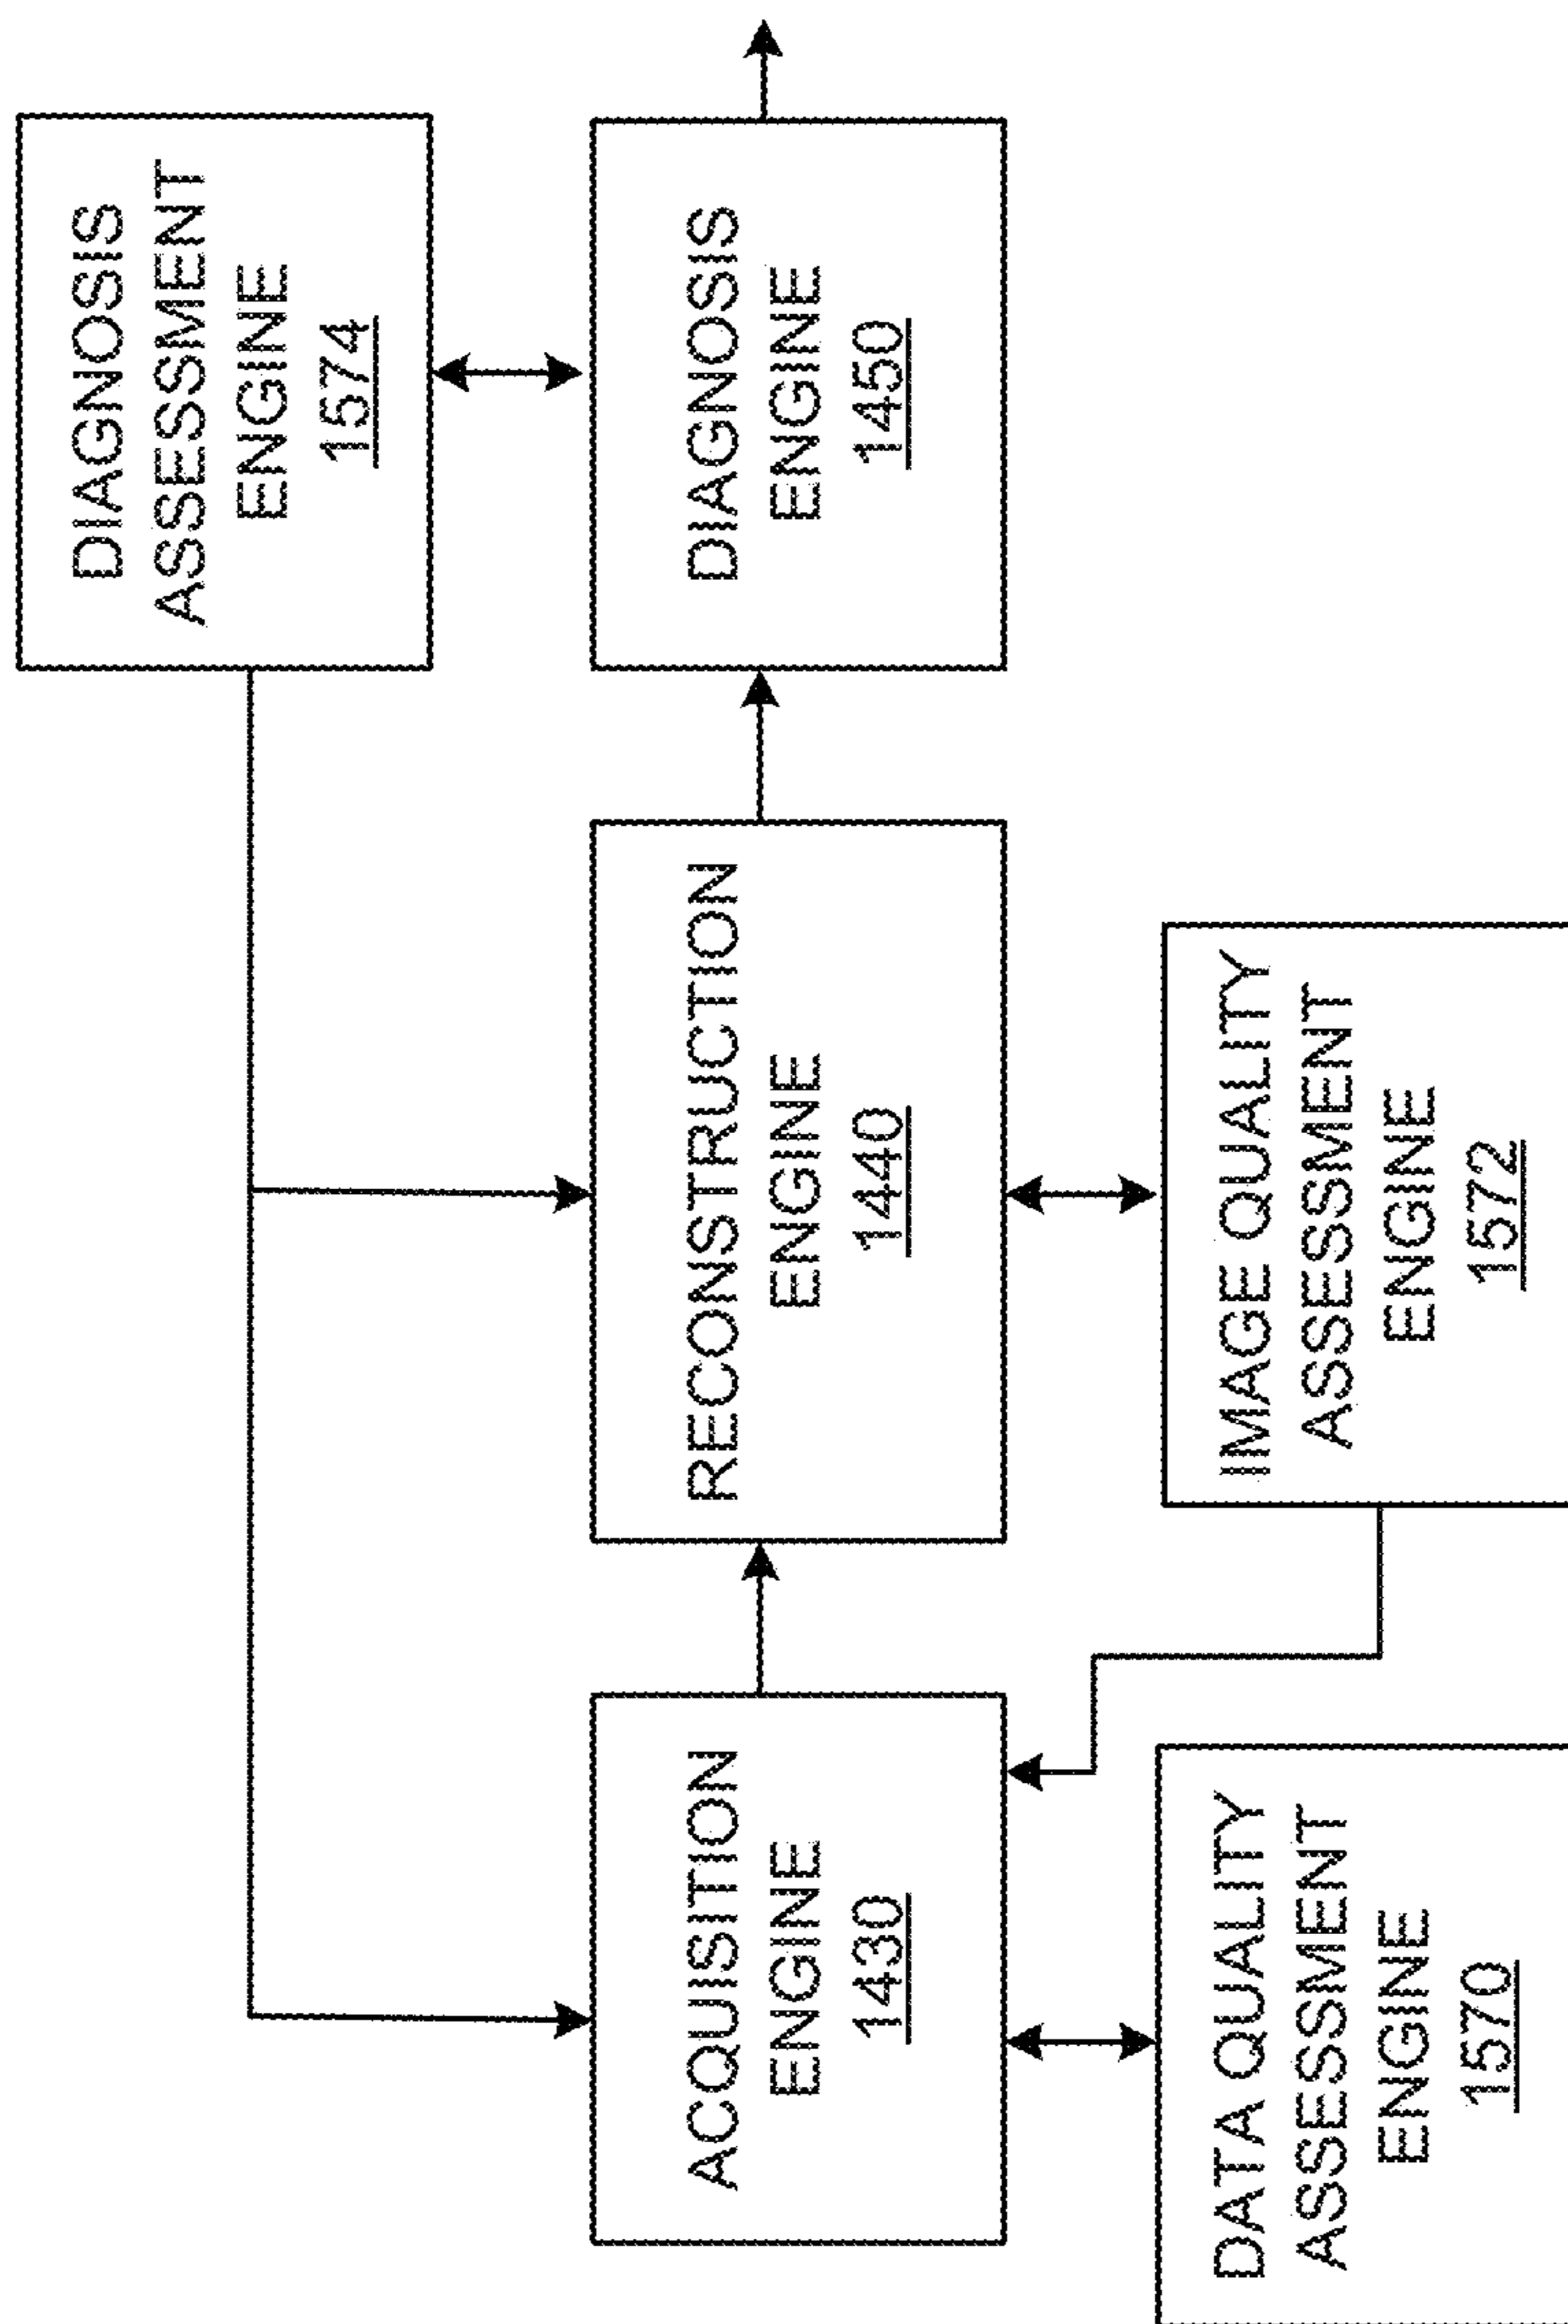 DIAGNOSIS
ASSESSMENT
ENGINE
1574
ACQUISITION
ENGINE
1430
RECONSTRUCTION
ENGINE
1440
DIAGNOSIS
ENGINE
1450
DATA QUALITY
ASSESSMENT
ENGINE
1570
IMAGE QUALITY
ASSESSMENT
ENGINE
1572